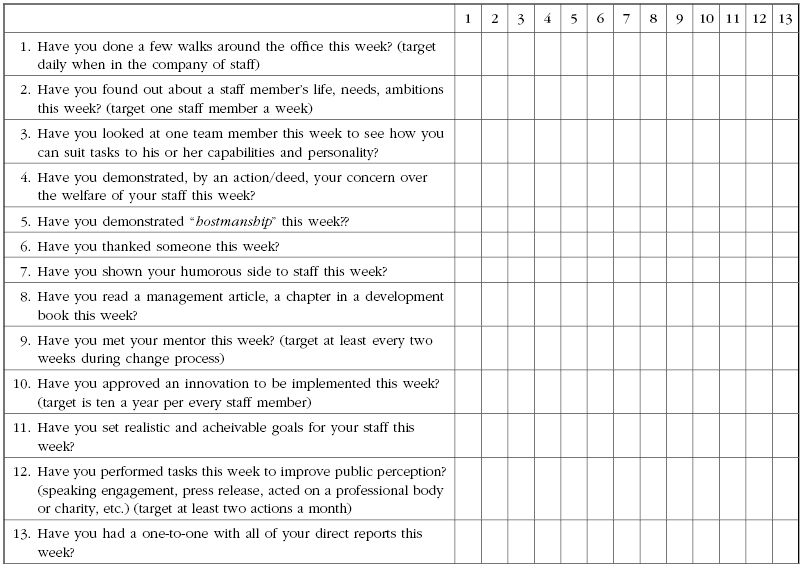 1 2 3 4 5 6 7 8 9 10 11 12 13
1. Have you done a few walks around the office this week? (target
daily when in the company of staff)
2. Have you found out about a staff member's life, needs, ambitions
this week? (target one staff member a week)
3. Have you looked at one team member this week to see how you
can suit tasks to his or her capabilities and personality?
4. Have you demonstrated, by an action/deed, your concern over
the welfare of your staff this week?
5. Have you demonstrated “hostmanship” this week??
6. Have you thanked someone this week?
7. Have you shown your humorous side to staff this week?
8. Have you read a management article, a chapter in a development
book this week?
9. Have you met your mentor this week? (target at least every two
weeks during change process)
10. Have you approved an innovation to be implemented this week?
(target is ten a year per every staff member)
11. Have you set realistic and acheivable goals for your staff this
week?
12. Have you performed tasks this week to improve public perception?
(speaking engagement, press release, acted on a professional body
or charity, etc.) (target at least two actions a month)
13. Have you had a one-to-one with all of your direct reports this
week?